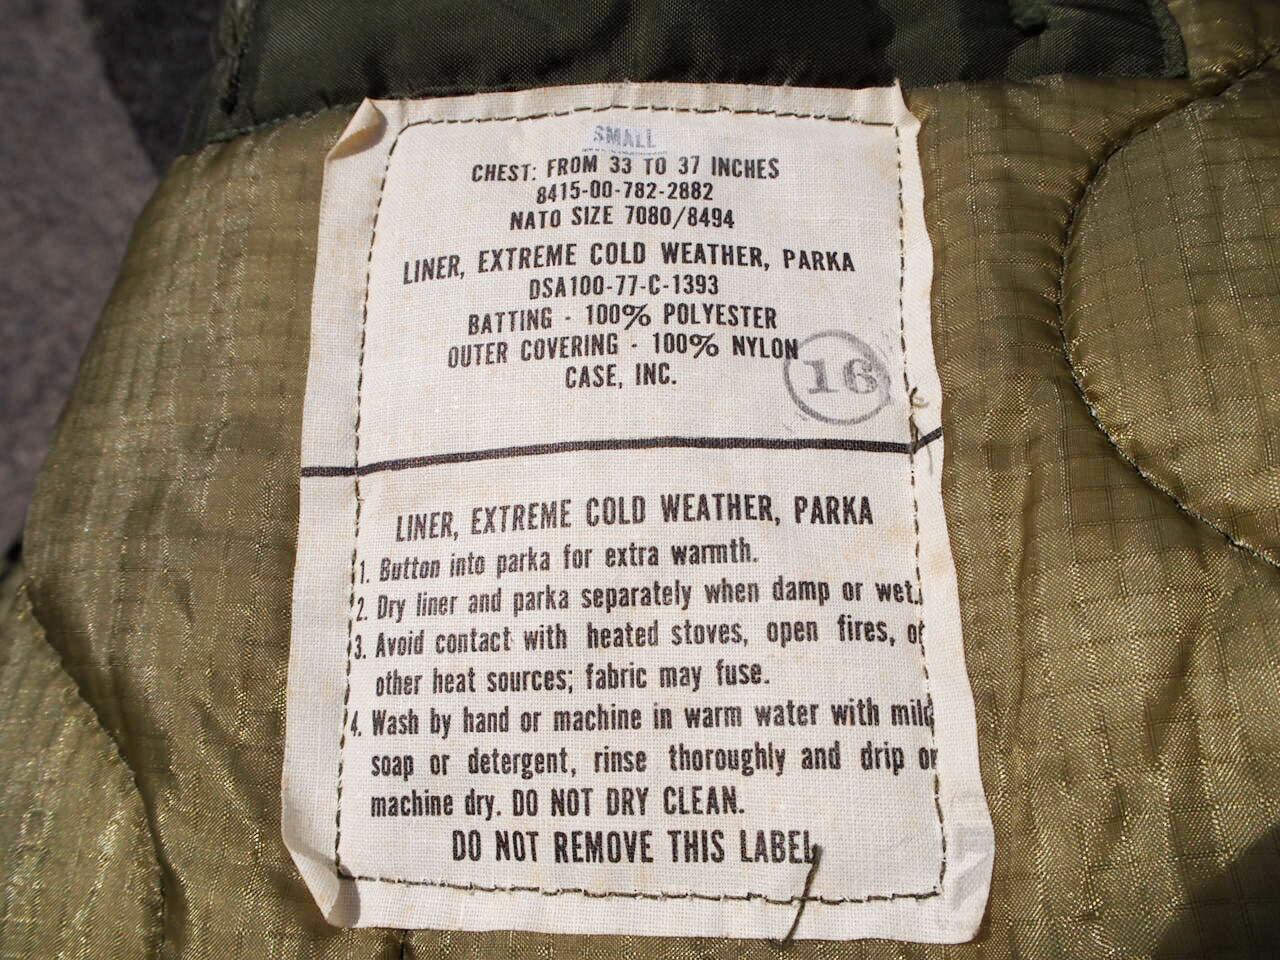 SMALL
CHEST: FROM 33 TO 37 INCHES
8415-00-782-2882
NATO SIZE 7080/8494
LINER, EXTREME COLD WEATHER, PARKA
DSA100-77-C-1393
BATTING - 100% POLYESTER
OUTER COVERING - 100% NYLON
CASE, INC.
16
LINER, EXTREME COLD WEATHER, PARKA
1. Button into parka for extra warmth.
2. Dry liner and parka separately when damp or wet.
3. Avoid contact with heated stoves, open fires, or
other heat sources; fabric may fuse.
4. Wash by hand or machine in warm water with mild
soap or detergent, rinse thoroughly and drip or
machine dry. DO NOT DRY CLEAN.
DO NOT REMOVE THIS LABEL